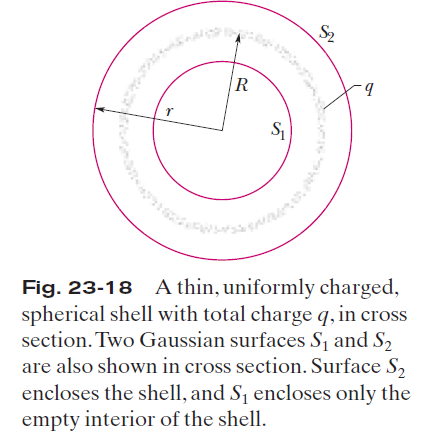 S₂
R
q
r
S₁
Fig. 23-18 A thin, uniformly charged,
spherical shell with total charge q, in cross
section. Two Gaussian surfaces S₁ and S₂
are also shown in cross section. Surface S₂
encloses the shell, and S₁ encloses only the
empty interior of the shell.